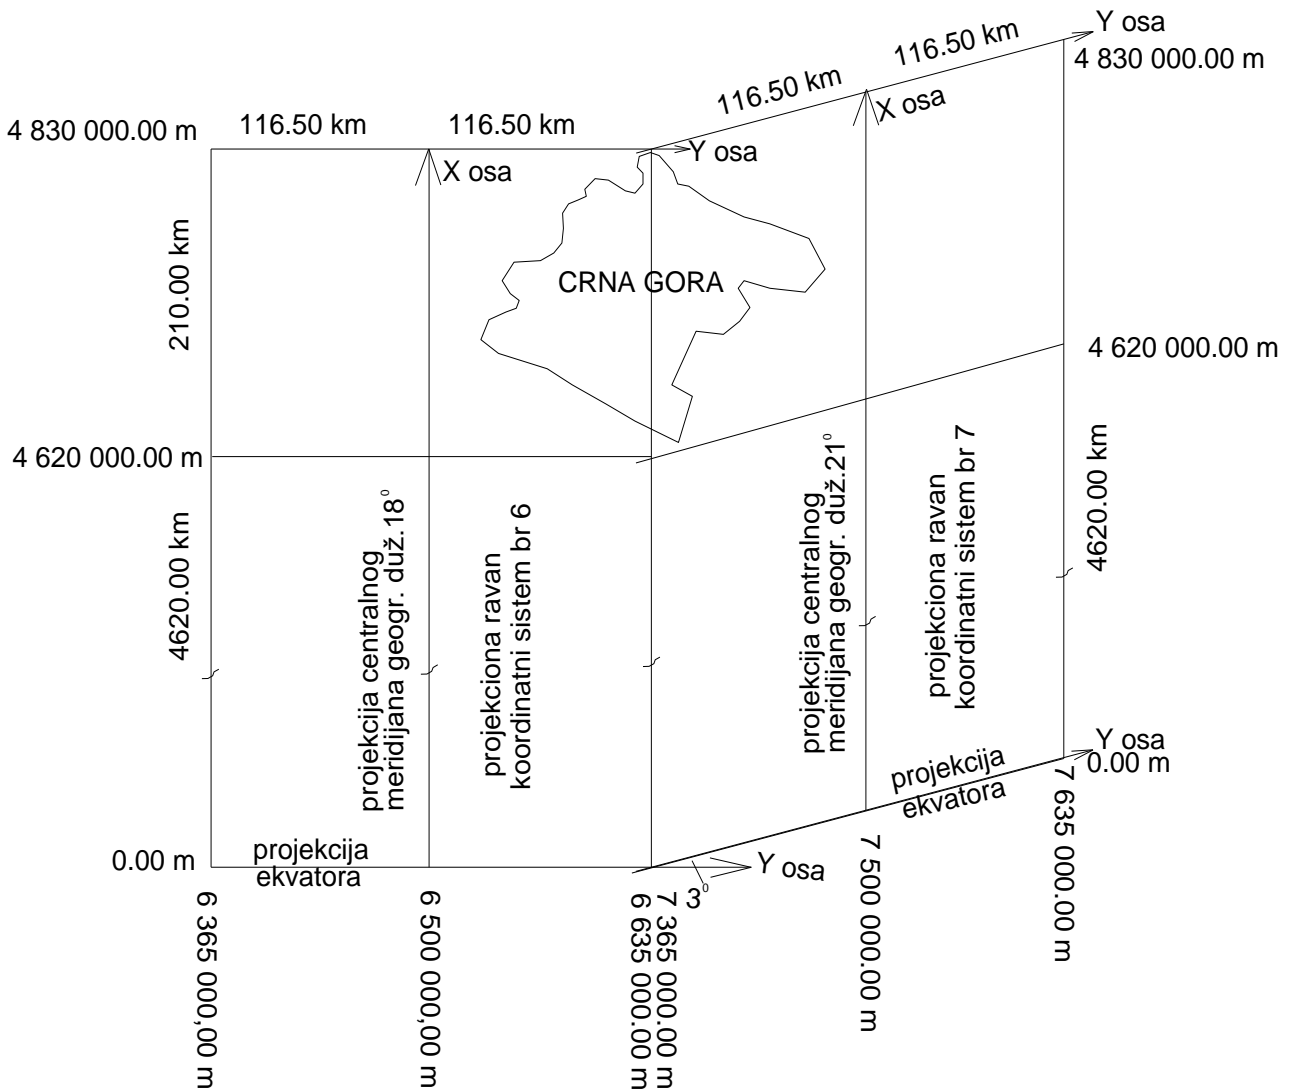 Y osa
116.50 km
4 830 000.00 m
116.50 km
X osa
4 830 000.00 m
116.50 km
116.50 km
Y osa
X osa
210.00 km
CRNA GORA
4 620 000.00 m
4 620 000.00 m
4620.00 km
projekcija centralnog
meridijana geogr. duž.18⁰
projekciona ravan
koordinatni sistem br 6
projekcija centralnog
meridijana geogr. duž.21⁰
projekciona ravan
koordinatni sistem br 7
4620.00 km
Y osa
0.00 m
projekcija
ekvatora
0.00 m
projekcija
ekvatora
Y osa
3⁰
6 365 000,00 m
6 500 000,00 m
6 635 000.00 m
7 365 000.00 m
7 500 000.00 m
7 635 000.00 m